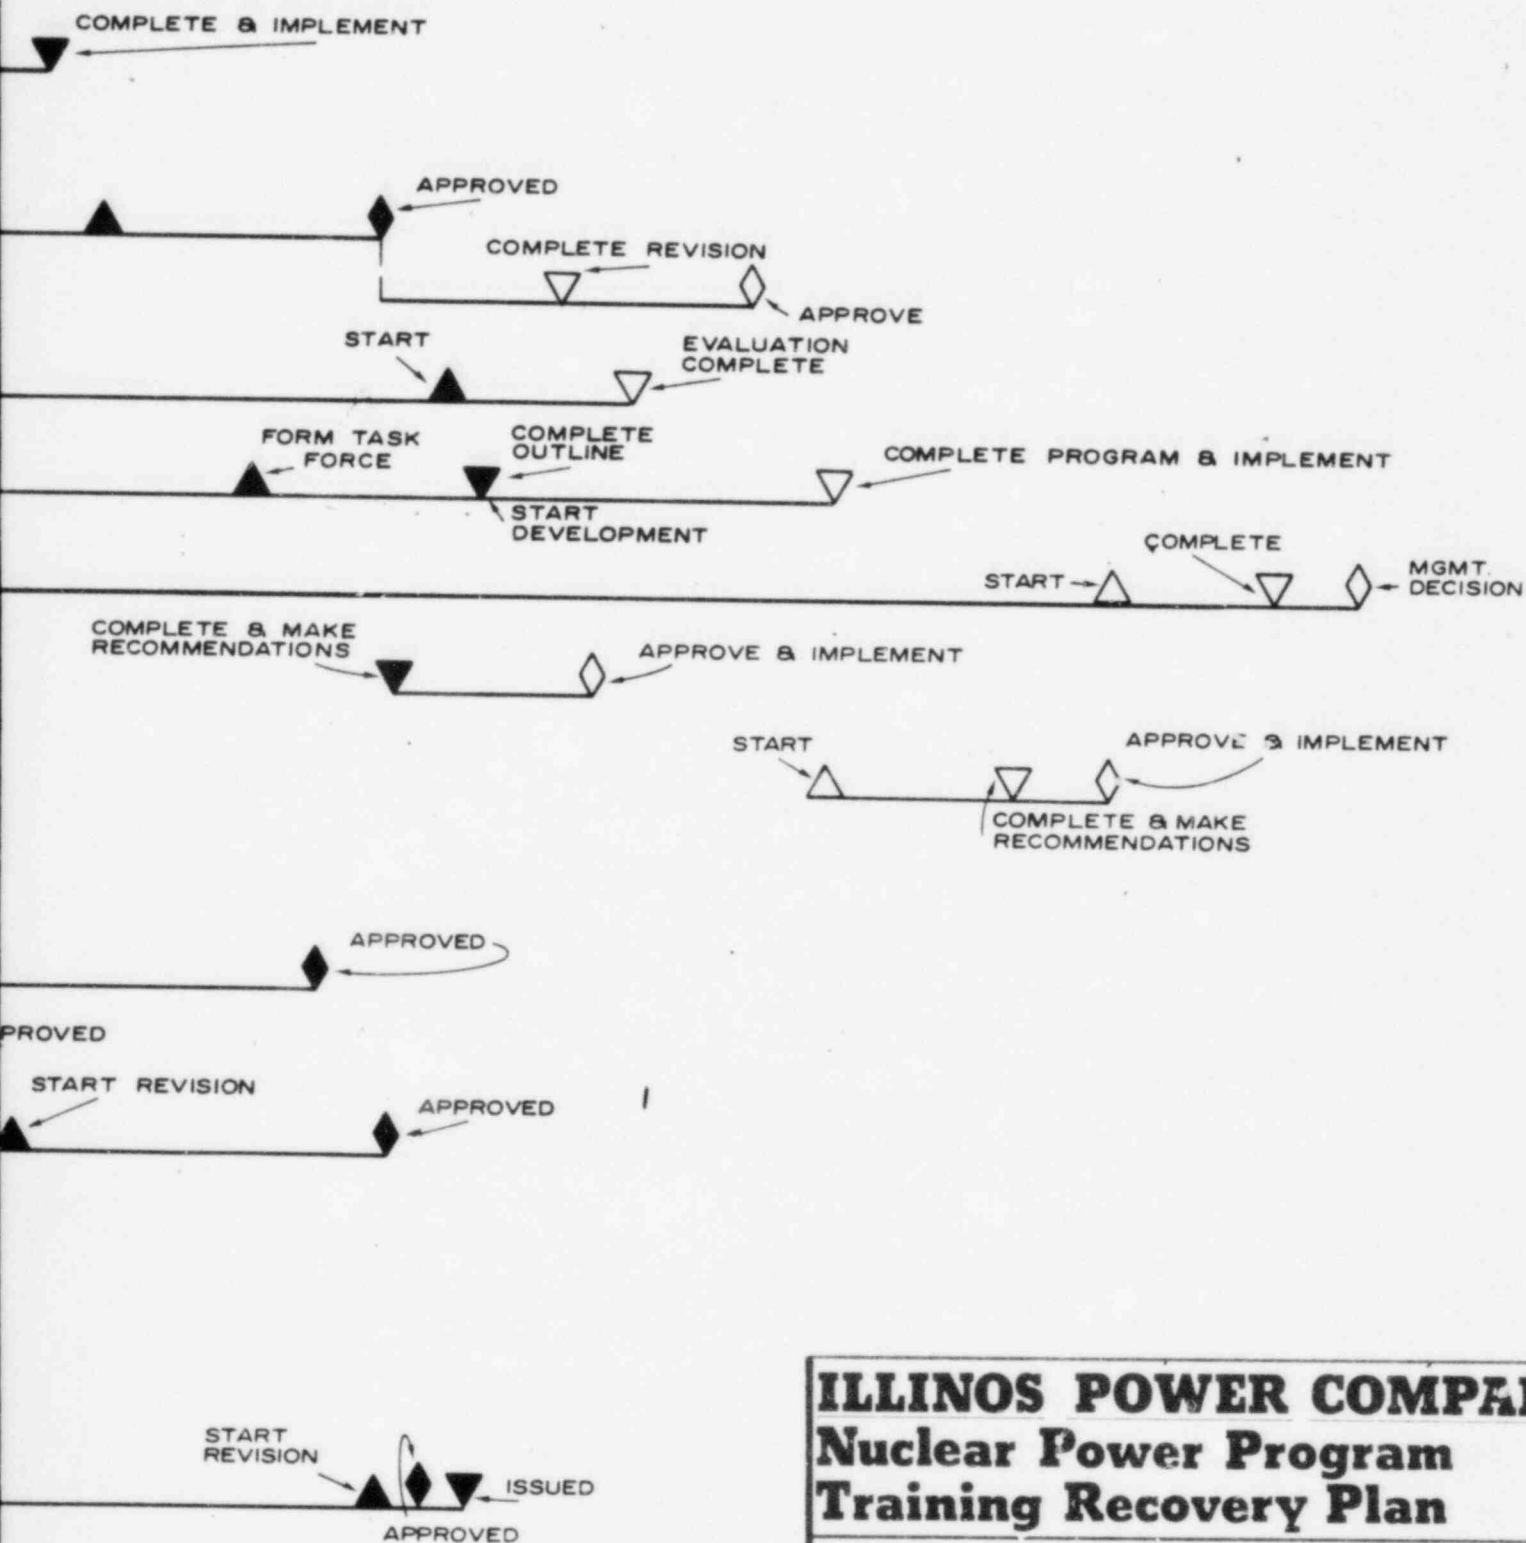 COMPLETE & IMPLEMENT
APPROVED
COMPLETE REVISION
APPROVE
START
EVALUATION
COMPLETE
FORM TASK
FORCE
COMPLETE
OUTLINE
COMPLETE PROGRAM & IMPLEMENT
START
DEVELOPMENT
COMPLETE
START
MGMT.
DECISION
COMPLETE & MAKE
RECOMMENDATIONS
APPROVE & IMPLEMENT
START
APPROVE & IMPLEMENT
COMPLETE & MAKE
RECOMMENDATIONS
APPROVED
PROVED
START REVISION
APPROVED
START
REVISION
ISSUED
APPROVED
ILLINOS POWER COMPA
Nuclear Power Program
Training Recovery Plan